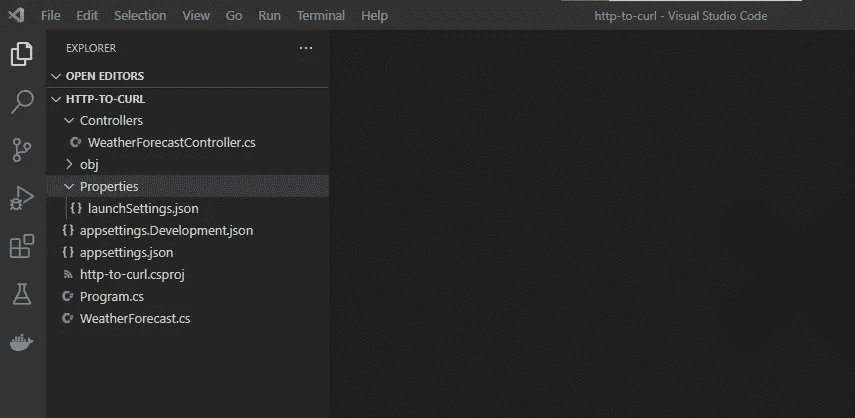 File Edit Selection View Go Run Terminal Help http-to-curl - Visual Studio Code
EXPLORER ...
OPEN EDITORS
HTTP-TO-CURL
Controllers
C# WeatherForecastController.cs
obj
Properties
{} launchSettings.json
{} appsettings.Development.json
{} appsettings.json
http-to-curl.csproj
C# Program.cs
C# WeatherForecast.cs